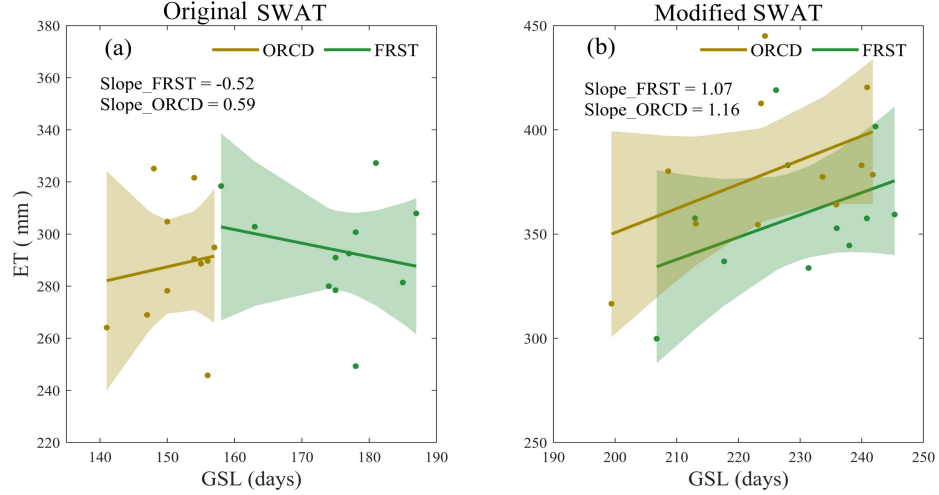 Original SWAT
380
360
340
320
300
280
260
240
220
ET ( mm )
(a)
ORCD FRST
Slope_FRST = -0.52
Slope_ORCD = 0.59
140 150 160 170 180 190
GSL (days)
Modified SWAT
450
400
350
300
250
(b)
ORCD FRST
Slope_FRST = 1.07
Slope_ORCD = 1.16
190 200 210 220 230 240 250
GSL (days)